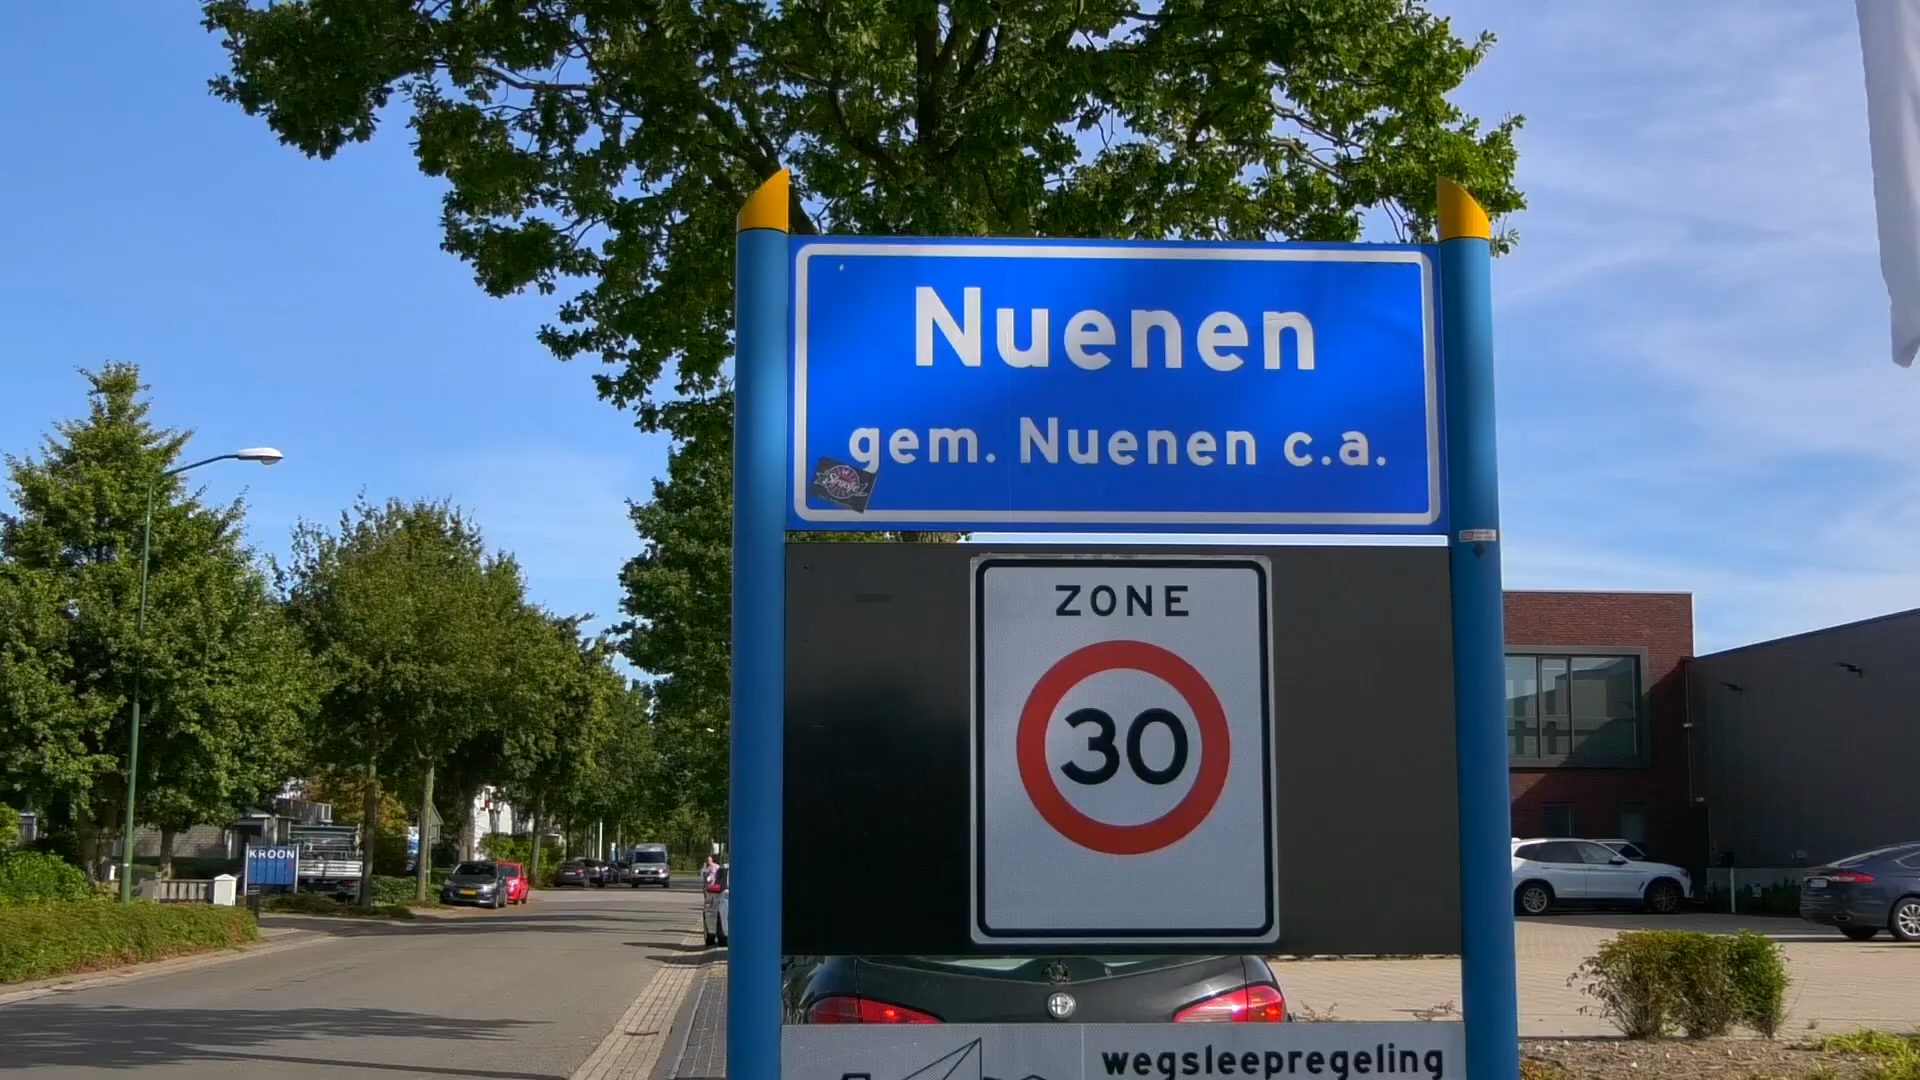 Nuenen
gem. Nuenen c.a.
ZONE
30
KROON
wegsleepregeling